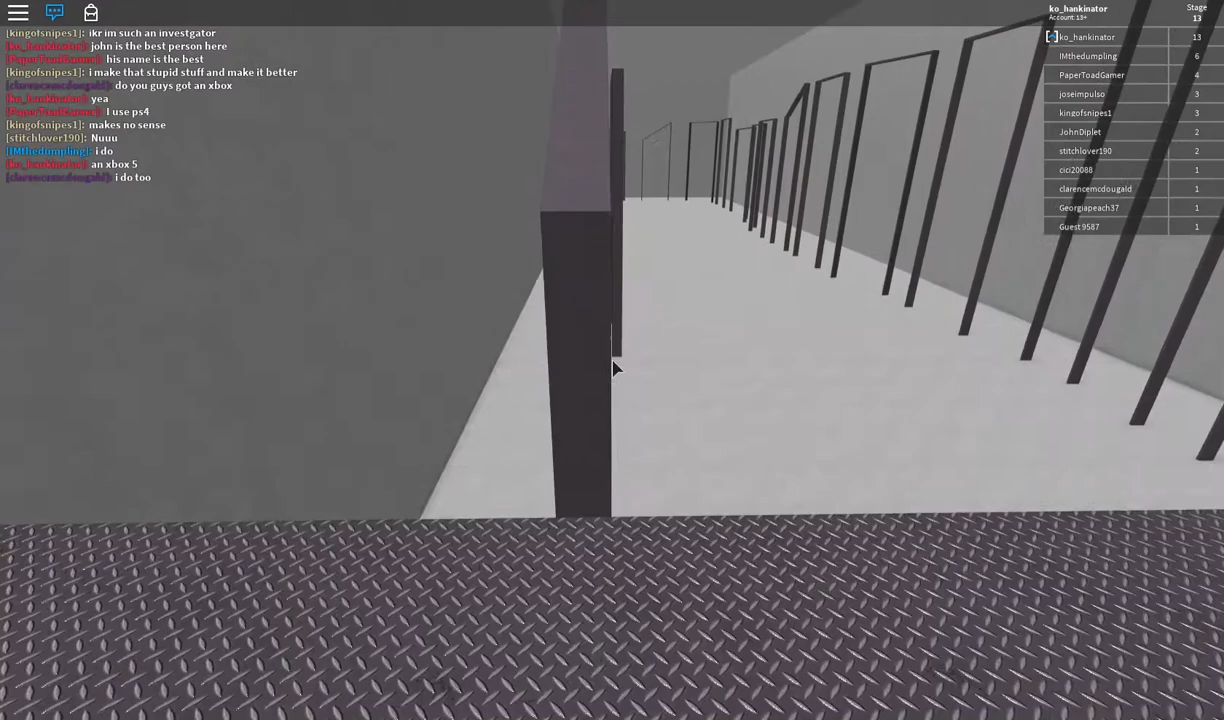 [kingofsnipes1]: ikr im such an investgator
[ko_hankinator]: john is the best person here
[PaperToadGamer]: his name is the best
[kingofsnipes1]: i make that stupid stuff and make it better
[clarencemcdougald]: do you guys got an xbox
[ko_hankinator]: yea
[PaperToadGamer]: I use ps4
[kingofsnipes1]: makes no sense
[stitchlover190]: Nuuu
[IMthedumpling]: i do
[ko_hankinator]: an xbox 5
[clarencemcdougald]: i do too
ko_hankinator Stage
Account: 13+ 13
ko_hankinator 13
IMthedumpling 6
PaperToadGamer 4
joseimpulso 3
kingofsnipes1 3
JohnDiplet 2
stitchlover190 2
cici20088 1
clarencemcdougald 1
Georgiapeach37 1
Guest 9587 1